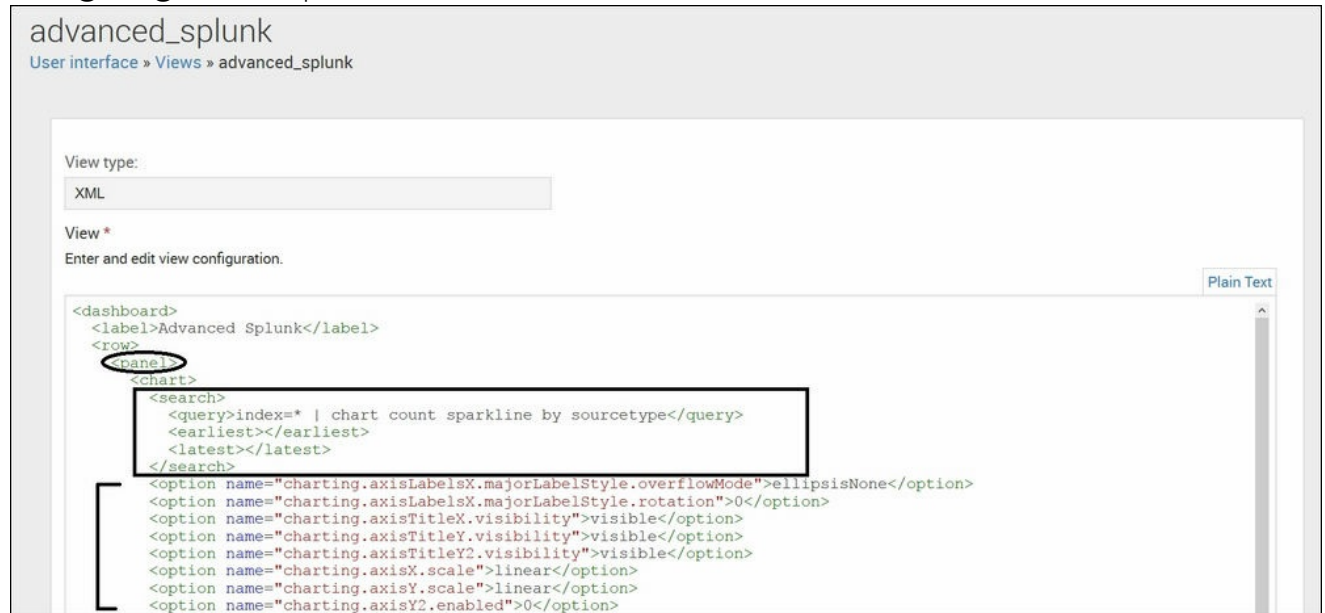 advanced_splunk
User interface » Views » advanced_splunk
View type:
XML
View *
Enter and edit view configuration.
Plain Text
<dashboard>
<label>Advanced Splunk</label>
<row>
<panel>
<chart>
<search>
<query>index=* | chart count sparkline by sourcetype</query>
<earliest></earliest>
<latest></latest>
</search>
<option name="charting.axisLabelsX.majorLabelStyle.overflowMode">ellipsisNone</option>
<option name="charting.axisLabelsX.majorLabelStyle.rotation">0</option>
<option name="charting.axisTitleX.visibility">visible</option>
<option name="charting.axisTitleY.visibility">visible</option>
<option name="charting.axisTitleY2.visibility">visible</option>
<option name="charting.axisX.scale">linear</option>
<option name="charting.axisY.scale">linear</option>
<option name="charting.axisY2.enabled">0</option>